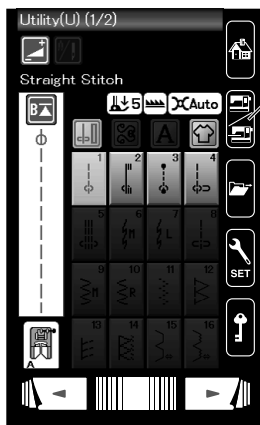 Utility(U) (1/2)
Straight Stitch
B 5 Auto
A
1 2 3 4
5 6 M 7 L 8
9 M 10 R 11 12
SET
13 14 15 16
A